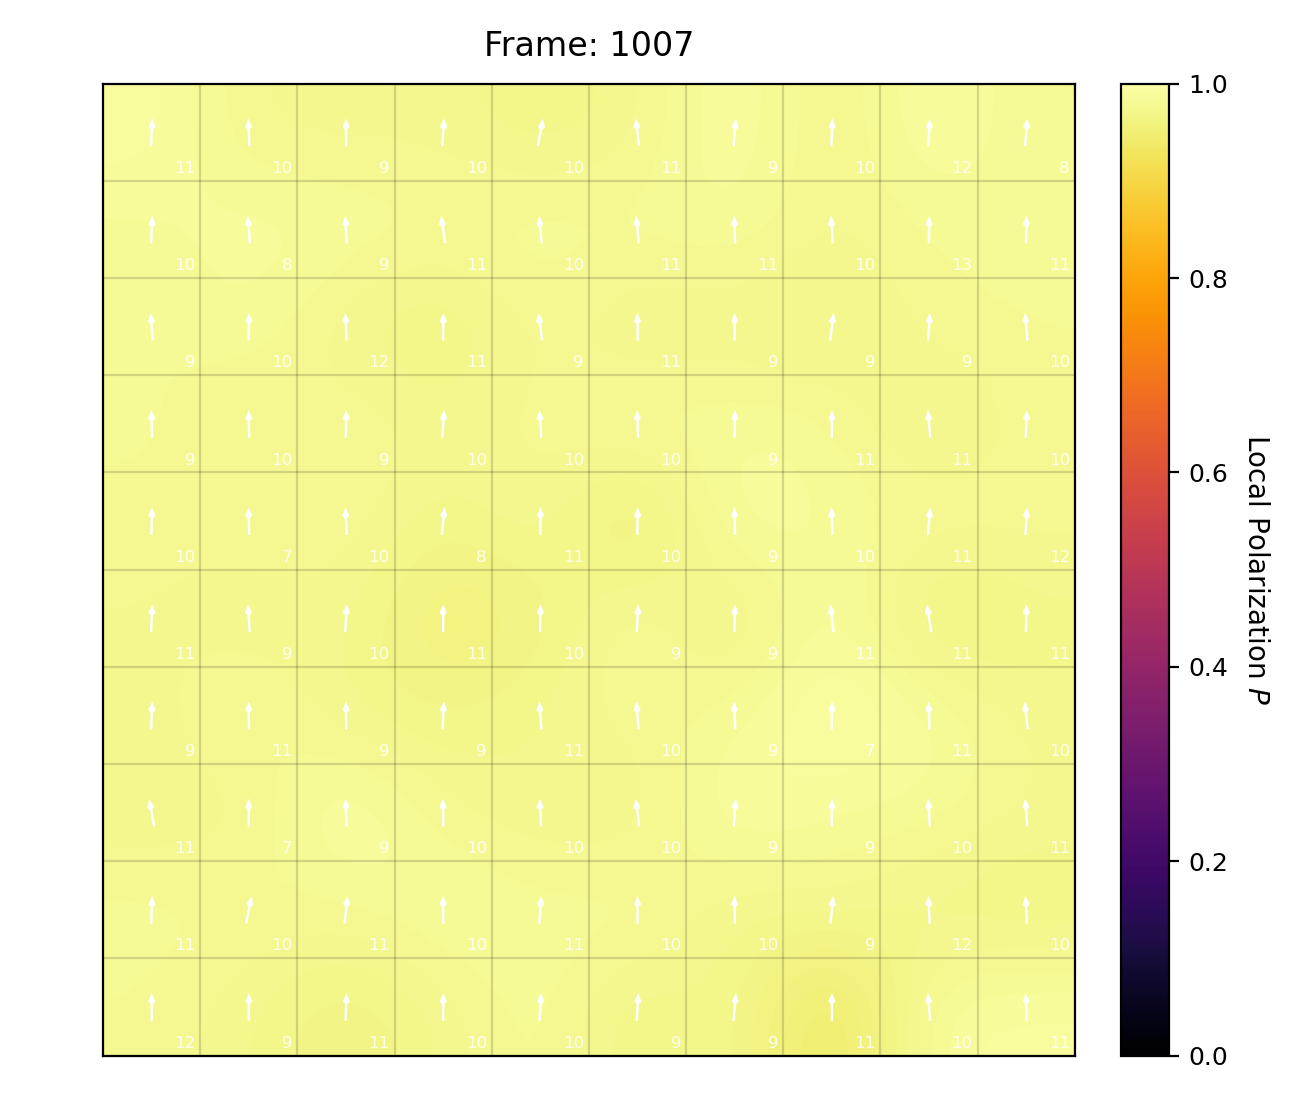 Frame: 1007
11 10 9 10 10 11 9 10 12 8
10 8 9 11 10 11 11 10 13 11
9 10 12 11 9 11 9 9 9 10
9 10 9 10 10 10 9 11 11 10
10 7 10 8 11 10 9 10 11 12
11 9 10 11 10 9 9 11 11 11
9 11 9 9 11 10 9 7 11 10
11 7 9 10 10 10 9 9 10 11
11 10 11 10 11 10 10 9 12 10
12 9 11 10 10 9 9 11 10 11
1.0
0.8
0.6
0.4
0.2
0.0
Local Polarization P